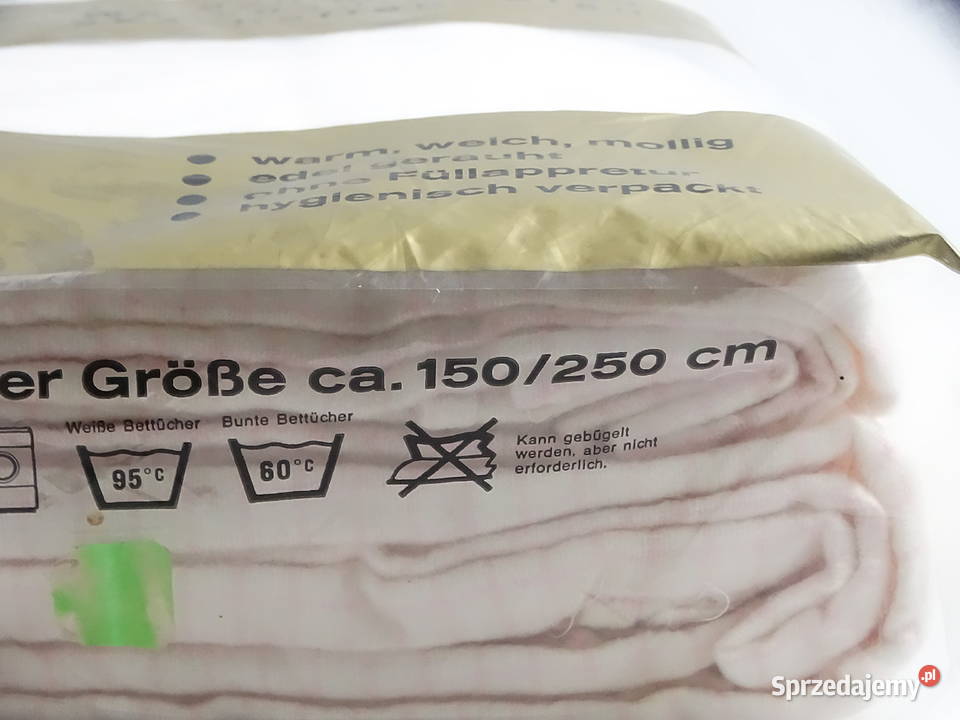 warm, weich, mollig
edel gerauht
ohne Füllappretur
hygienisch verpackt
er Größe ca. 150/250 cm
Weiße Bettücher
Bunte Bettücher
95°C
60°C
Kann gebügelt
werden, aber nicht
erforderlich.
Sprzedajemy.pl